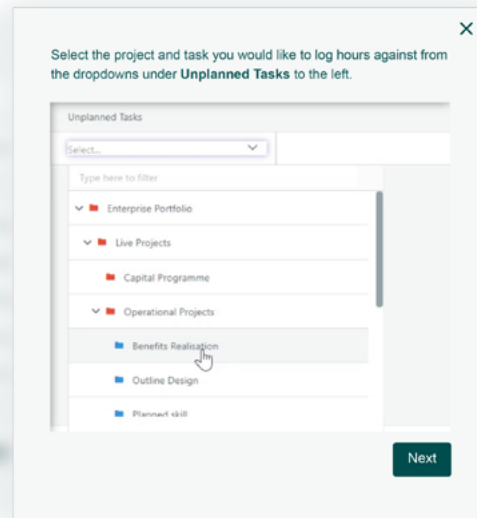 Select the project and task you would like to log hours against from
the dropdowns under Unplanned Tasks to the left.
Unplanned Tasks
Select...
Type here to filter
Enterprise Portfolio
Live Projects
Capital Programme
Operational Projects
Benefits Realisation
Outline Design
Planned skill
Next